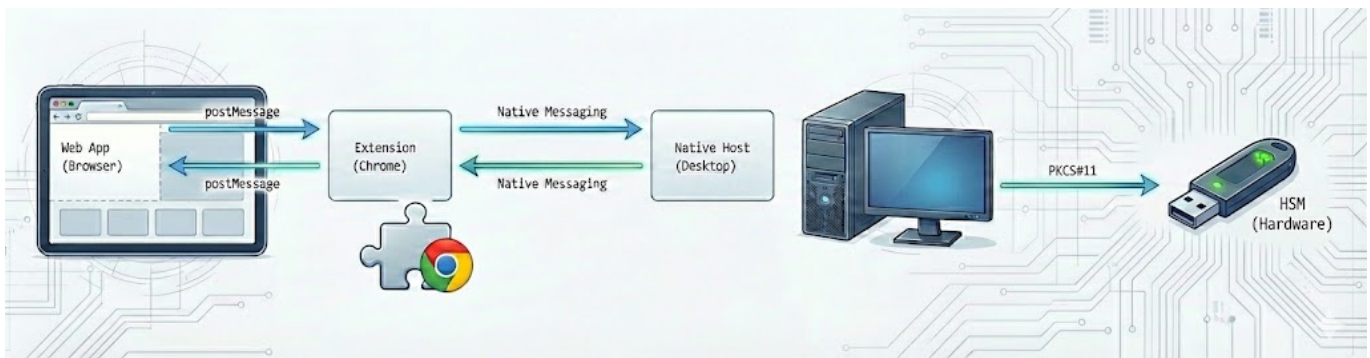 Web App
(Browser)
postMessage
postMessage
Extension
(Chrome)
Native Messaging
Native Messaging
Native Host
(Desktop)
PKCS#11
HSM
(Hardware)